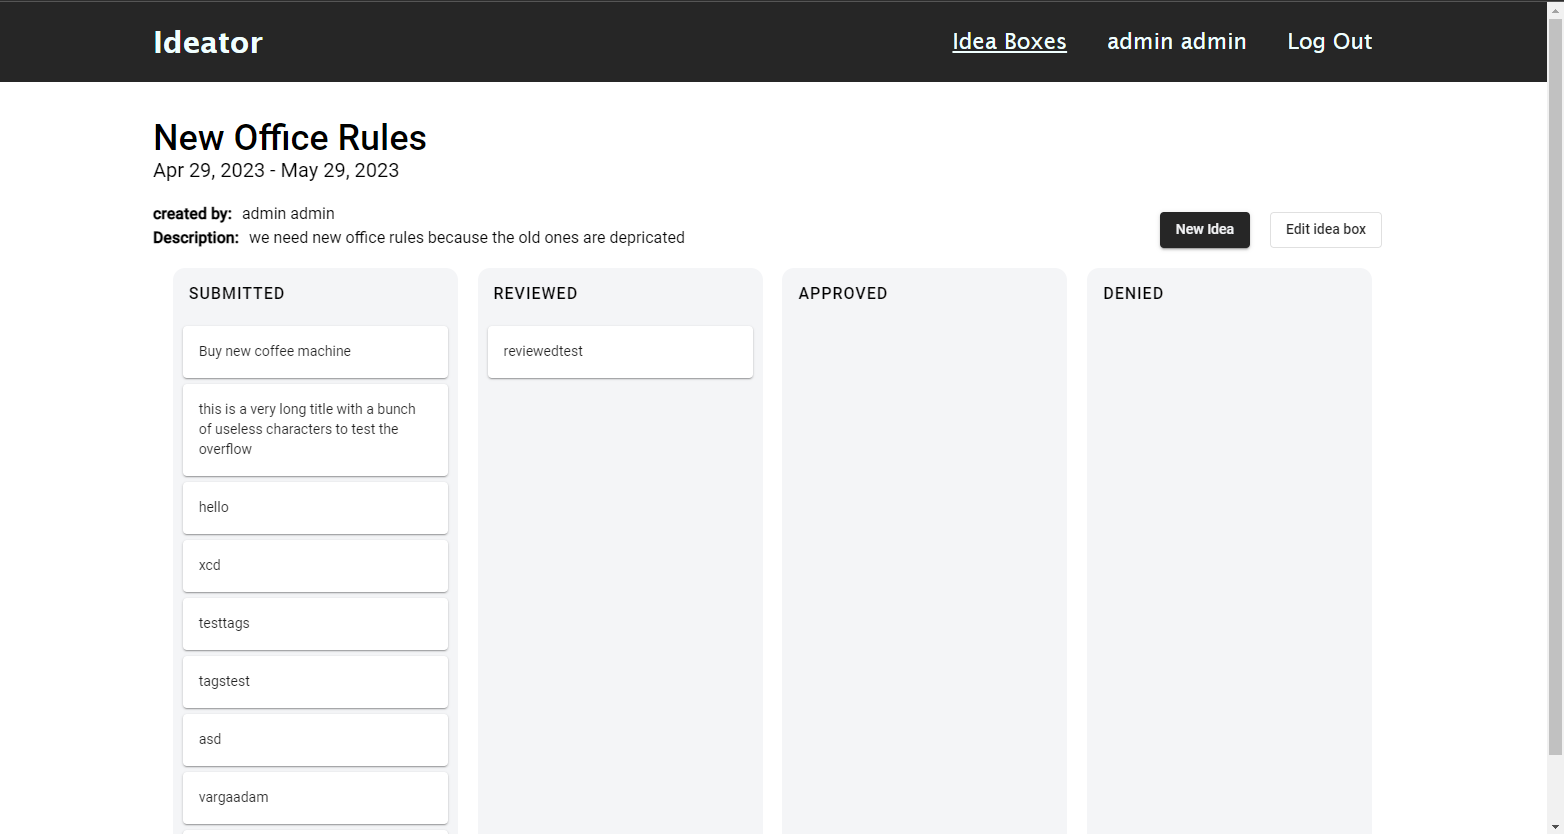 Ideator
Idea Boxes
admin admin
Log Out
New Office Rules
Apr 29, 2023 - May 29, 2023
created by: admin admin
Description: we need new office rules because the old ones are depricated
New Idea
Edit idea box
SUBMITTED
Buy new coffee machine
this is a very long title with a bunch
of useless characters to test the
overflow
hello
xcd
testtags
tagstest
asd
vargaadam
REVIEWED
reviewedtest
APPROVED
DENIED